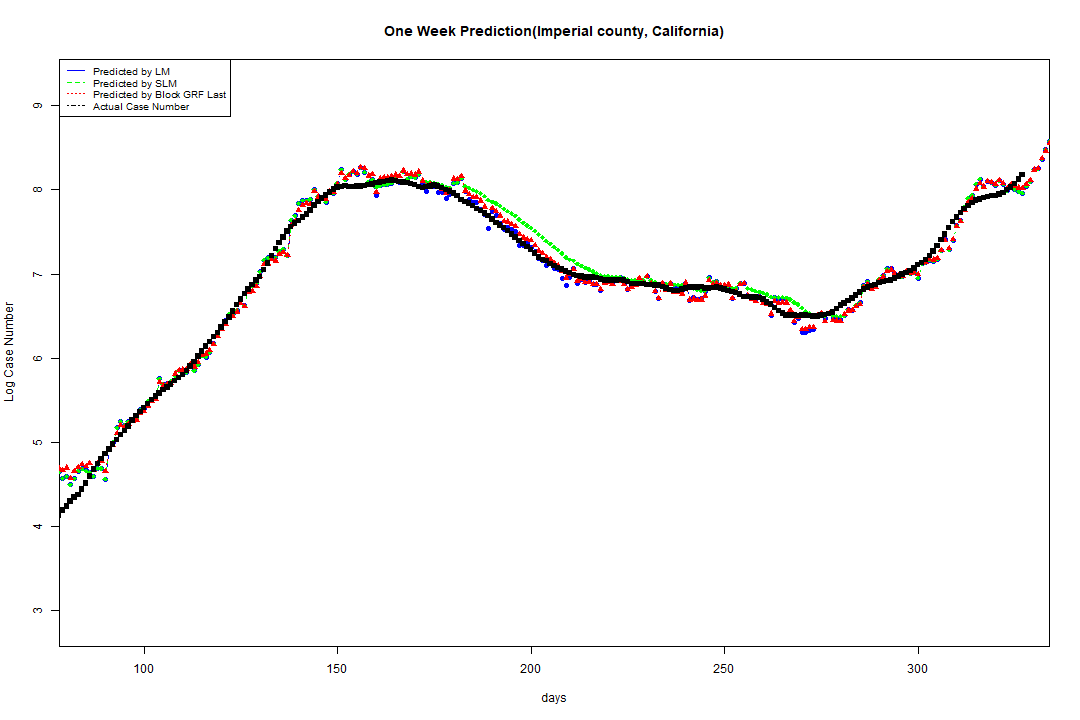 One Week Prediction(Imperial county, California)
Predicted by LM
Predicted by SLM
Predicted by Block GRF Last
Actual Case Number
9
8
7
6
5
4
3
Log Case Number
100 150 200 250 300
days